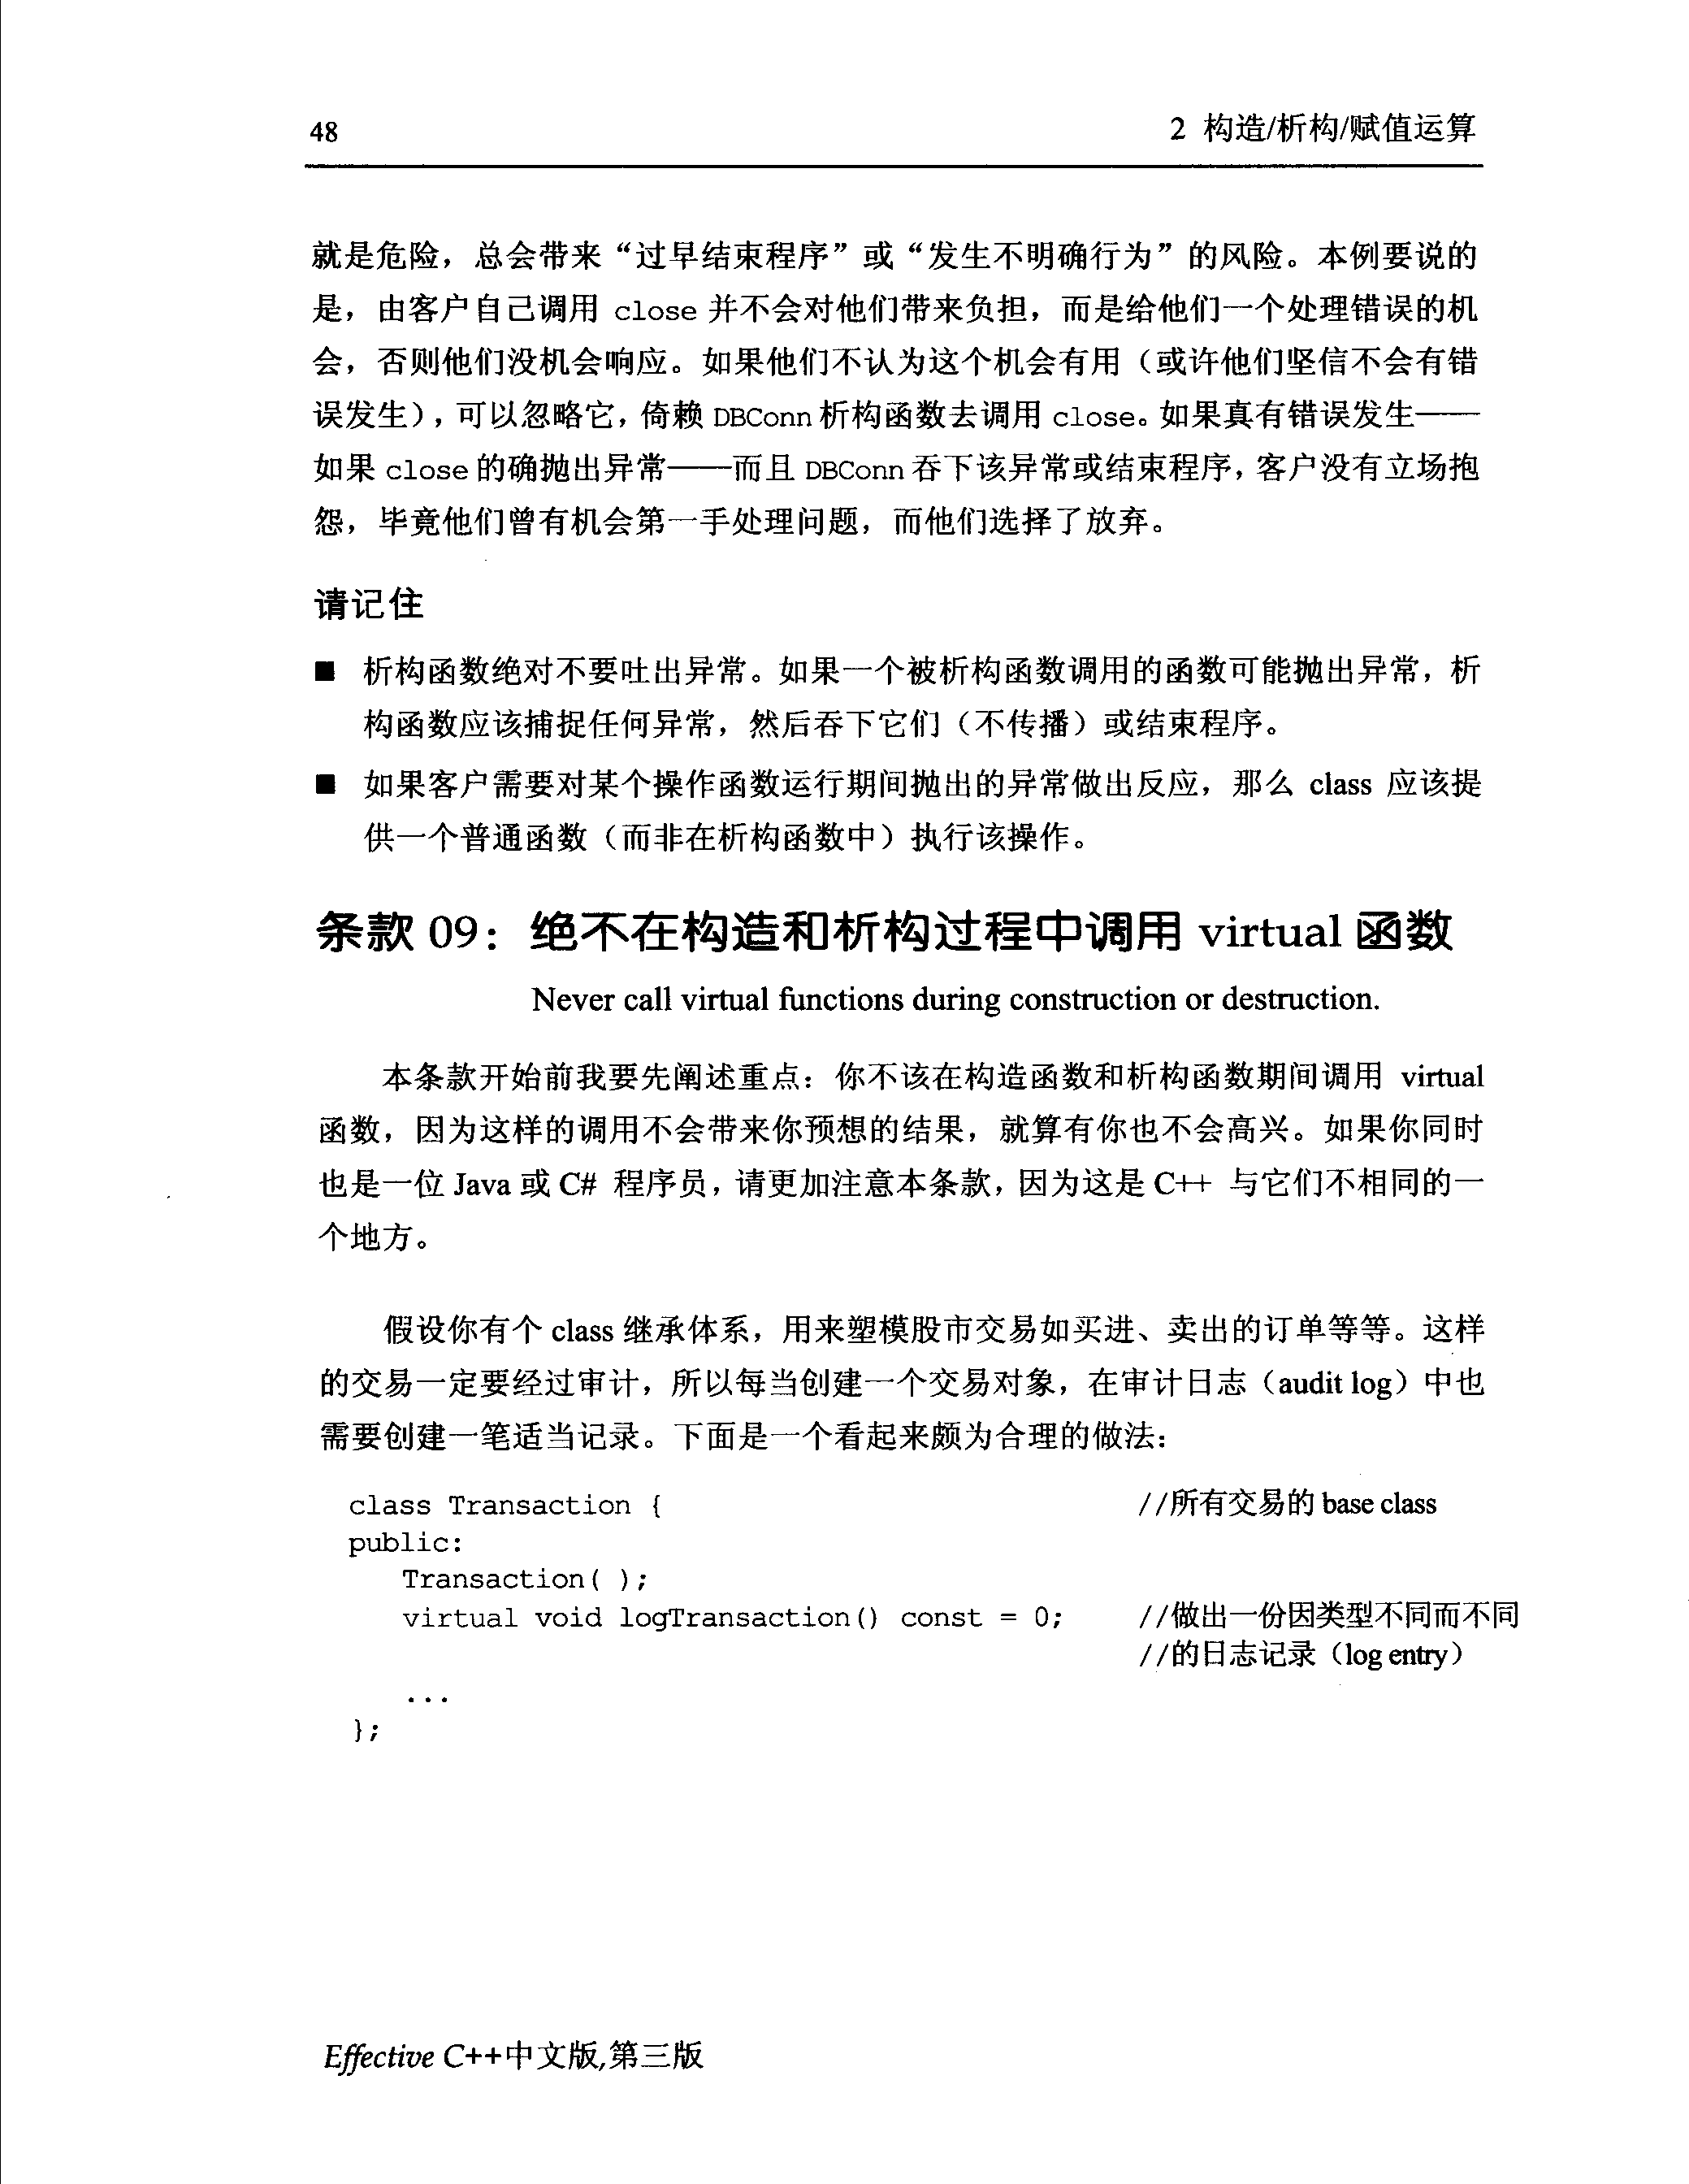 48
2 构造/析构/赋值运算
就是危险，总会带来“过早结束程序”或“发生不明确行为”的风险。本例要说的
是，由客户自己调用 close 并不会对他们带来负担，而是给他们一个处理错误的机
会，否则他们没机会响应。如果他们不认为这个机会有用（或许他们坚信不会有错
误发生），可以忽略它，倚赖 DBConn 析构函数去调用 close。如果真有错误发生——
如果 close 的确抛出异常——而且 DBConn 吞下该异常或结束程序，客户没有立场抱
怨，毕竟他们曾有机会第一手处理问题，而他们选择了放弃。
请记住
■ 析构函数绝对不要吐出异常。如果一个被析构函数调用的函数可能抛出异常，析
构函数应该捕捉任何异常，然后吞下它们（不传播）或结束程序。
■ 如果客户需要对某个操作函数运行期间抛出的异常做出反应，那么 class 应该提
供一个普通函数（而非在析构函数中）执行该操作。
条款 09：绝不在构造和析构过程中调用 virtual 函数
Never call virtual functions during construction or destruction.
本条款开始前我要先阐述重点：你不该在构造函数和析构函数期间调用 virtual
函数，因为这样的调用不会带来你预想的结果，就算有你也不会高兴。如果你同时
也是一位 Java 或 C# 程序员，请更加注意本条款，因为这是 C++ 与它们不相同的一
个地方。
假设你有个 class 继承体系，用来塑模股市交易如买进、卖出的订单等等。这样
的交易一定要经过审计，所以每当创建一个交易对象，在审计日志（audit log）中也
需要创建一笔适当记录。下面是一个看起来颇为合理的做法：
class Transaction { //所有交易的 base class
public:
Transaction( );
virtual void logTransaction() const = 0; //做出一份因类型不同而不同
//的日志记录（log entry）
...
};
Effective C++中文版,第三版